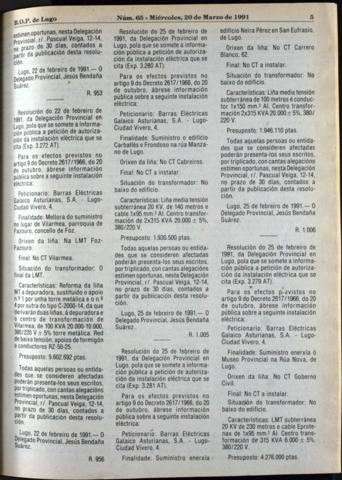 B.O.P. de Lugo
Núm. 65 - Miércoles, 20 de Marzo de 1991
5
estimen oportunas, nesta Delegación
Provincial, r/. Pascual Veiga, 12-14,
no prazo de 30 días, contados a
partir da publicación desta resolu-
ción.
Lugo, 22 de febreiro de 1991.— O
Delegado Provincial, Jesús Bendaña
Suárez.
R. 953
Resolución do 22 de febreiro de
1991, da Delegación Provincial en
Lugo, pola que se somete a informa-
ción pública a petición de autoriza-
ción da instalación eléctrica que se
cita (Exp. 3.272 AT).
Para os efectos previstos no
artigo 9 do Decreto 2617/1966, do 20
de outubro, ábrese información
pública sobre a seguinte instalación
eléctrica:
Peticionario: Barras Eléctricas
Galaico Asturianas, S.A. - Lugo-
Ciudad Vivero, 4.
Finalidade: Mellora do suministro
ó lugar de Vilarmea, parroquia de
Facouro, concello de Foz.
Orixen da liña: Na LMT Foz-
Facouro.
Final: No CT Vilarmea.
Situación do transformador: O
final da LMT.
Características: Reforma da liña
MT a depuradora, sustituído o apoio
n.º 1 por unha torre metálica e o n.º
2 por outra do tipo C-2000-14, da que
derivarán dúas liñas, á depuradora e
o centro de transformación de
Vilarmea, de 100 KVA 20.000-10.000.
380/220 V ± 5% torre metálica. Red
de baixa tensión, apoios de formigón
e conductores RZ-50-25.
Presuposto: 9.602.692 ptas.
Todas aquelas persoas ou entida-
des que se consideren afectadas
poderán presenta-los seus escritos,
por triplicado, con cantas alegacións
estimen oportunas, nesta Delegación
Provincial, r/ Pascual Veiga, 12-14,
no prazo de 30 días, contados a
partir da publicación desta resolu-
ción.
Lugo, 22 de febreiro de 1991.— O
Delegado Provincial, Jesús Bendaña
Suárez.
R. 956
Resolución do 25 de febreiro de
1991, da Delegación Provincial en
Lugo, pola que se somete a informa-
ción pública a petición de autoriza-
ción da instalación eléctrica que se
cita (Exp. 3.280 AT).
Para os efectos previstos no
artigo 9 do Decreto 2617/1966, do 20
de outubro, ábrese información
pública sobre a seguinte instalación
eléctrica:
Peticionario: Barras Eléctricas
Galaico Asturianas, S.A. - Lugo-
Ciudad Vivero, 4.
Finalidade: Suministro ó edificio
Carballés e Frondoso na rúa Manza-
no de Lugo.
Orixen da liña: No CT Cabreiros.
Final: No CT a instalar.
Situación do transformador: No
baixo do edificio.
Características: Liña media tensión
subterránea 20 KV, de 140 metros e
cable 1x95 mm.² Al. Centro transfor-
mación de 2x315 KVA 20.000 ± 5%,
380/220 V.
Presuposto: 1.936.500 ptas.
Todas aquelas persoas ou entida-
des que se consideren afectadas
poderán presenta-los seus escritos,
por triplicado, con cantas alegacións
estimen oportunas, nesta Delegación
Provincial, r/ Pascual Veiga, 12-14,
no prazo de 30 días, contados a
partir da publicación desta resolu-
ción.
Lugo, 25 de febreiro de 1991.— O
Delegado Provincial, Jesús Bendaña
Suárez.
R. 1.005
Resolución do 25 de febreiro de
1991, da Delegación Provincial en
Lugo, pola que se somete a informa-
ción pública a petición de autoriza-
ción da instalación eléctrica que se
cita (Exp. 3.281 AT).
Para os efectos previstos no
artigo 9 do Decreto 2617/1966, do 20
de outubro, ábrese información
pública sobre a seguinte instalación
eléctrica:
Peticionario: Barras Eléctricas
Galaico Asturianas, S.A. - Lugo-
Ciudad Vivero, 4.
Finalidade: Suministro enerxía
edificio Neira Pérez en San Eufrasio,
de Lugo.
Orixen da liña: No CT Carrero
Blanco, 62.
Final: No CT a instalar.
Situación do transformador: No
baixo do edificio.
Características: Liña media tensión
subterránea de 100 metros e conduc-
tor 1x150 mm.² Al. Centro transfor-
mación 2x315 KVA 20.000 ± 5%, 380/
220 V.
Presuposto: 1.946.110 ptas.
Todas aquelas persoas ou entida-
des que se consideren afectadas
poderán presenta-los seus escritos,
por triplicado, con cantas alegacións
estimen oportunas, nesta Delegación
Provincial, r/ Pascual Veiga, 12-14,
no prazo de 30 días, contados a
partir da publicación desta resolu-
ción.
Lugo, 25 de febreiro de 1991.— O
Delegado Provincial, Jesús Bendaña
Suárez.
R. 1.006
Resolución do 25 de febreiro de
1991, da Delegación Provincial en
Lugo, pola que se somete a informa-
ción pública a petición de autoriza-
ción da instalación eléctrica que se
cita (Exp. 3.279 AT).
Para os efectos previstos no
artigo 9 do Decreto 2617/1966, do 20
de outubro, ábrese información
pública sobre a seguinte instalación
eléctrica:
Peticionario: Barras Eléctricas
Galaico Asturianas, S.A. - Lugo-
Ciudad Vivero, 4.
Finalidade: Suministro enerxía ó
Museo Provincial na Rúa Nova, de
Lugo.
Orixen da liña: No CT Goberno
Civil.
Final: No CT a instalar.
Situación do transformador: No
baixo do edificio.
Características: LMT subterránea
20 KV de 230 metros e cable Eprote-
nax 1x95 mm.² Al. Centro transfor-
mación de 315 KVA 6.000 ± 5%,
380/220 V.
Presuposto: 4.276.000 ptas.